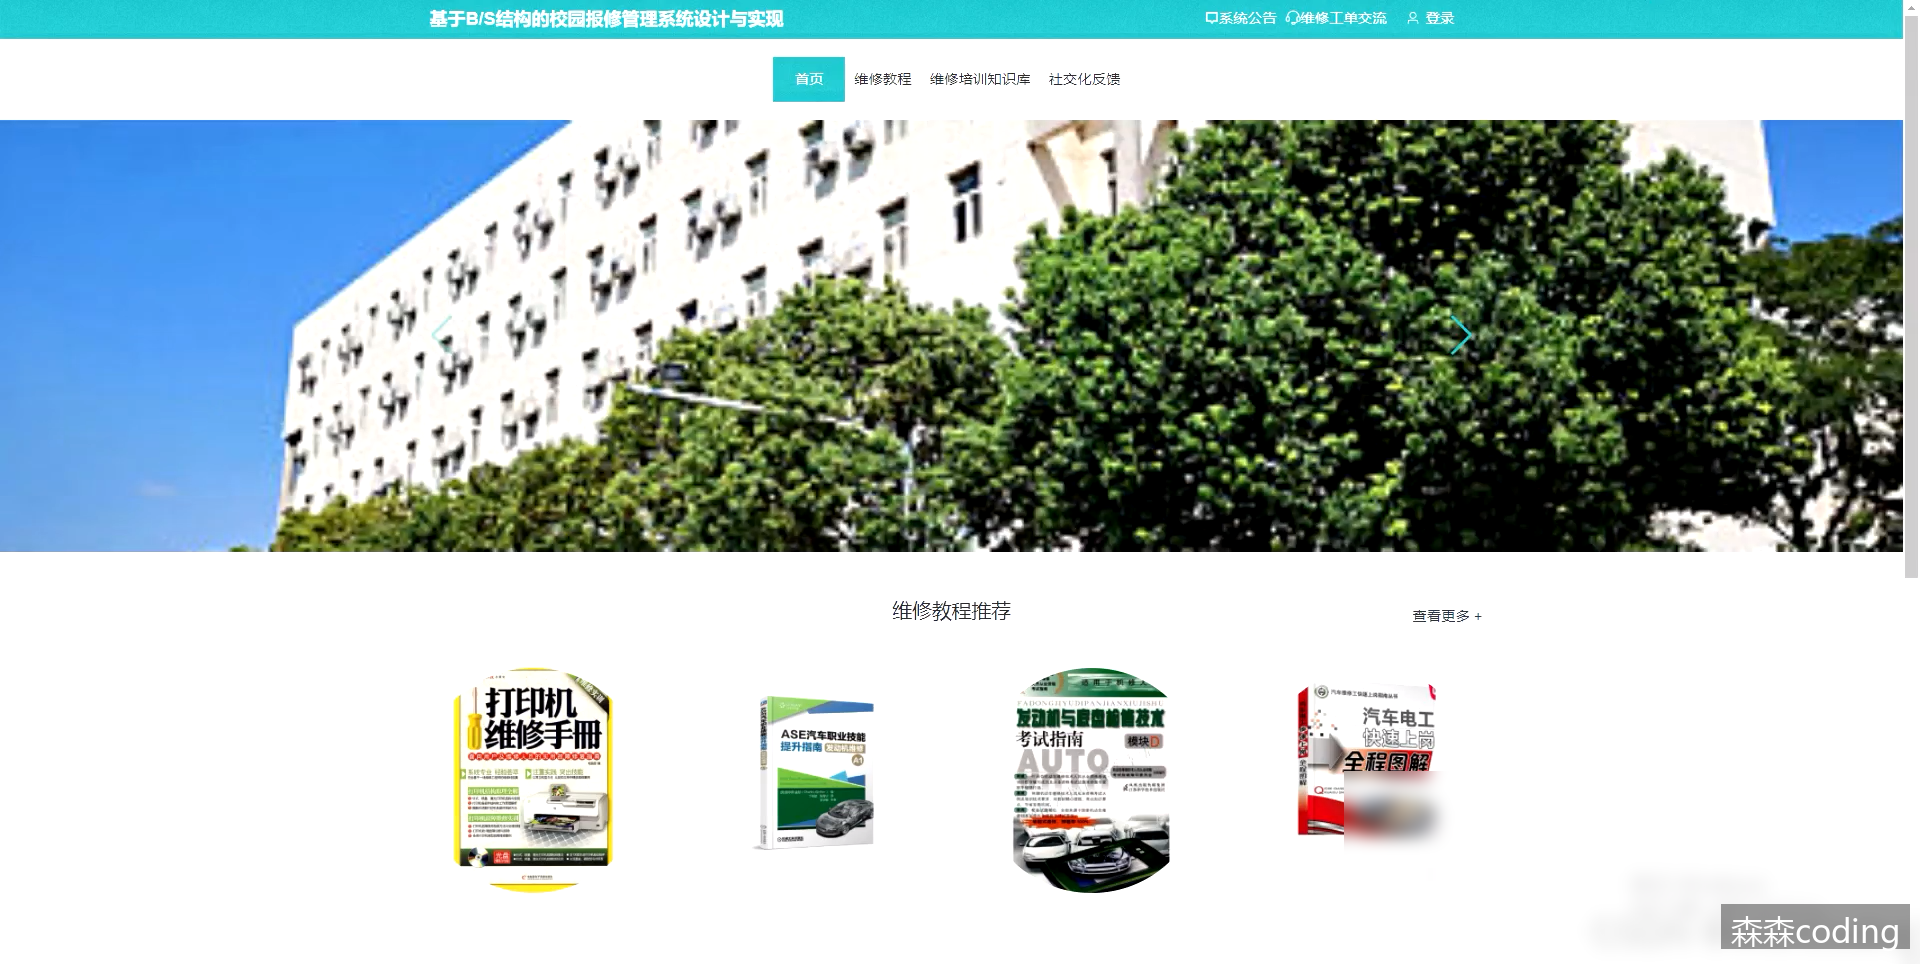 基于B/S结构的校园报修管理系统设计与实现
系统公告 维修工单交流 登录
首页 维修教程 维修培训知识库 社交化反馈
维修教程推荐
查看更多 +
打印机
维修手册
ASE汽车职业技能
提升指南 发动机维修
A1
FADONGJIYUDIPANJIANXIUJISHU
发动机与底盘检修技术
考试指南
模块D
AUTO
汽车电工
快速上岗
全程图解
森森coding